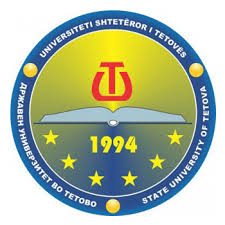 UNIVERSITETI SHTETËROR I TETOVËS
ДРЖАВЕН УНИВЕРЗИТЕТ ВО ТЕТОВО
STATE UNIVERSITY OF TETOVA
1994